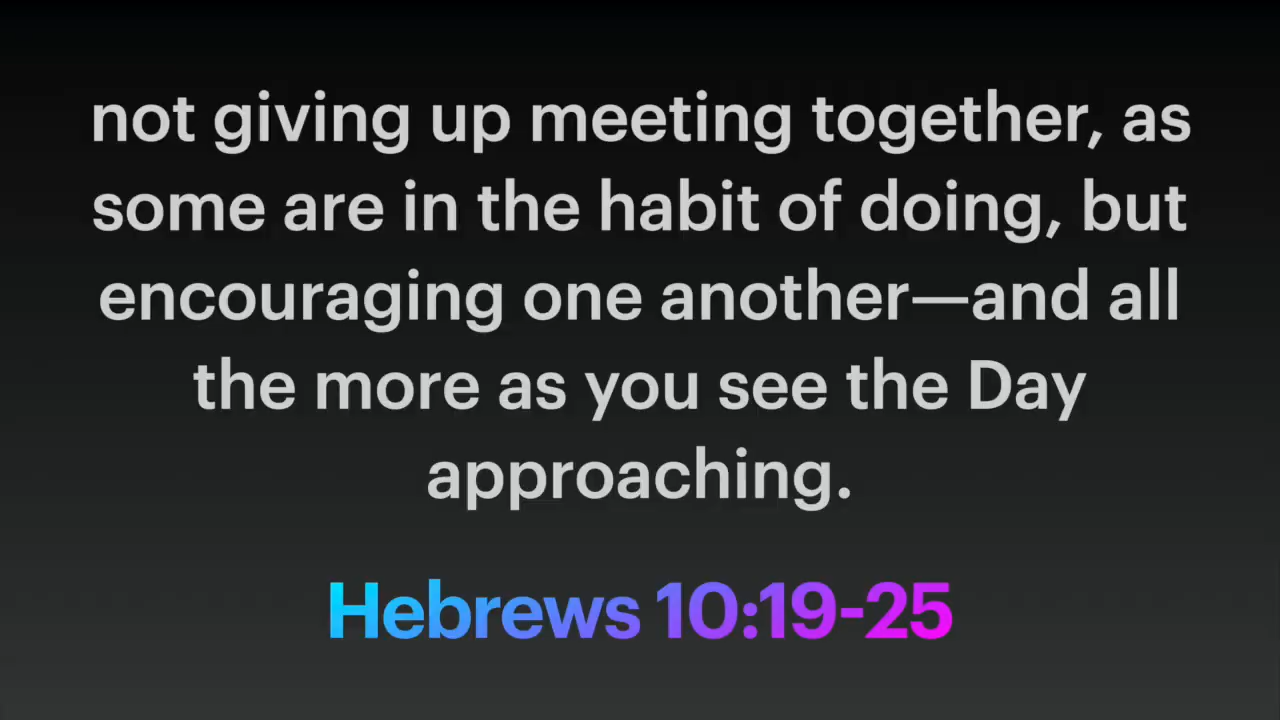 not giving up meeting together, as
some are in the habit of doing, but
encouraging one another—and all
the more as you see the Day
approaching.
Hebrews 10:19-25